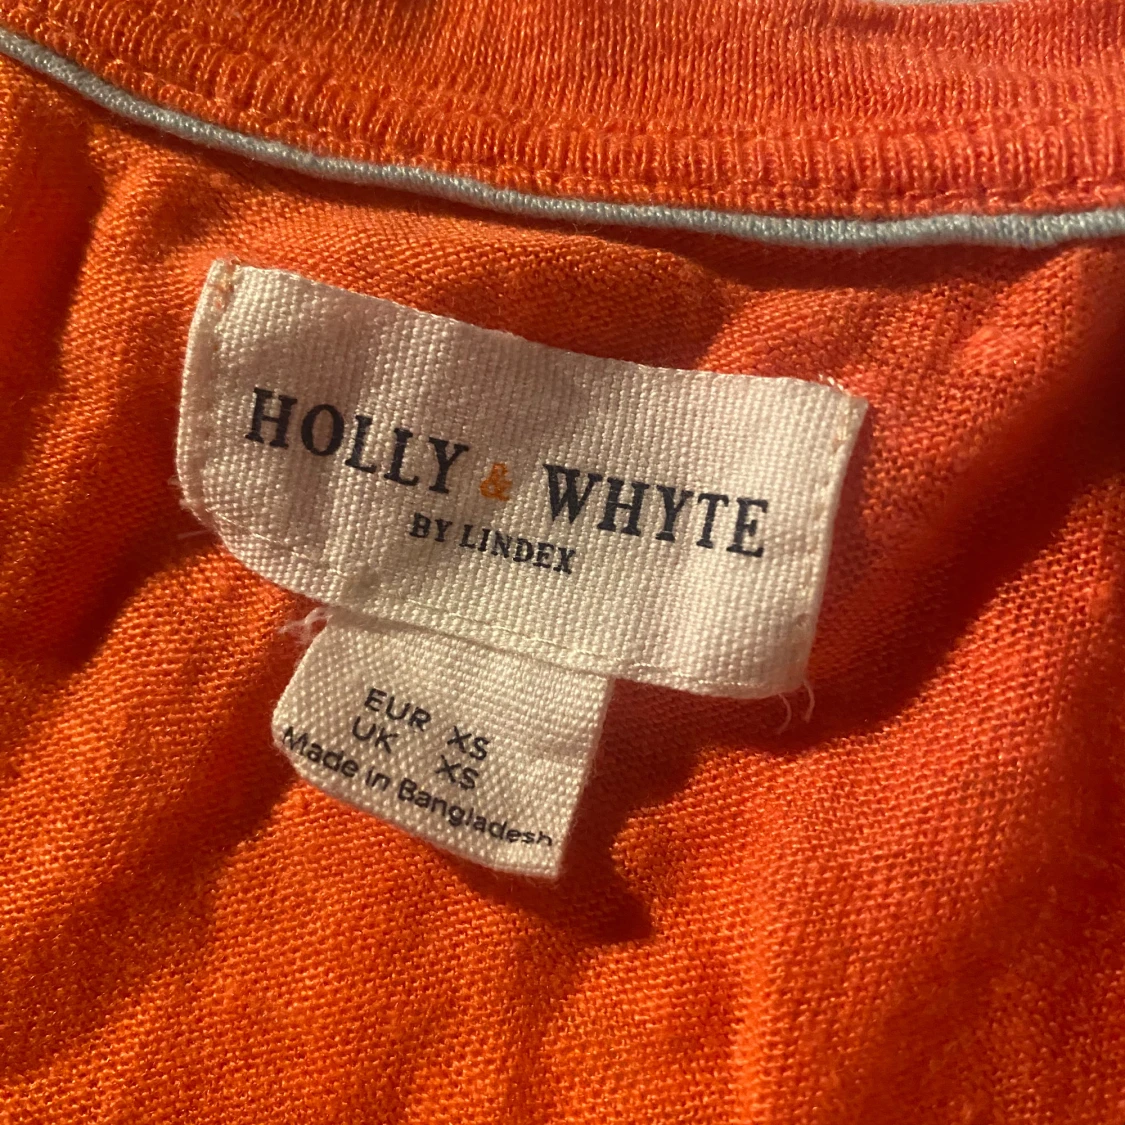 HOLLY & WHYTE
BY LINDEX
EUR XS
UK XS
Made in Bangladesh